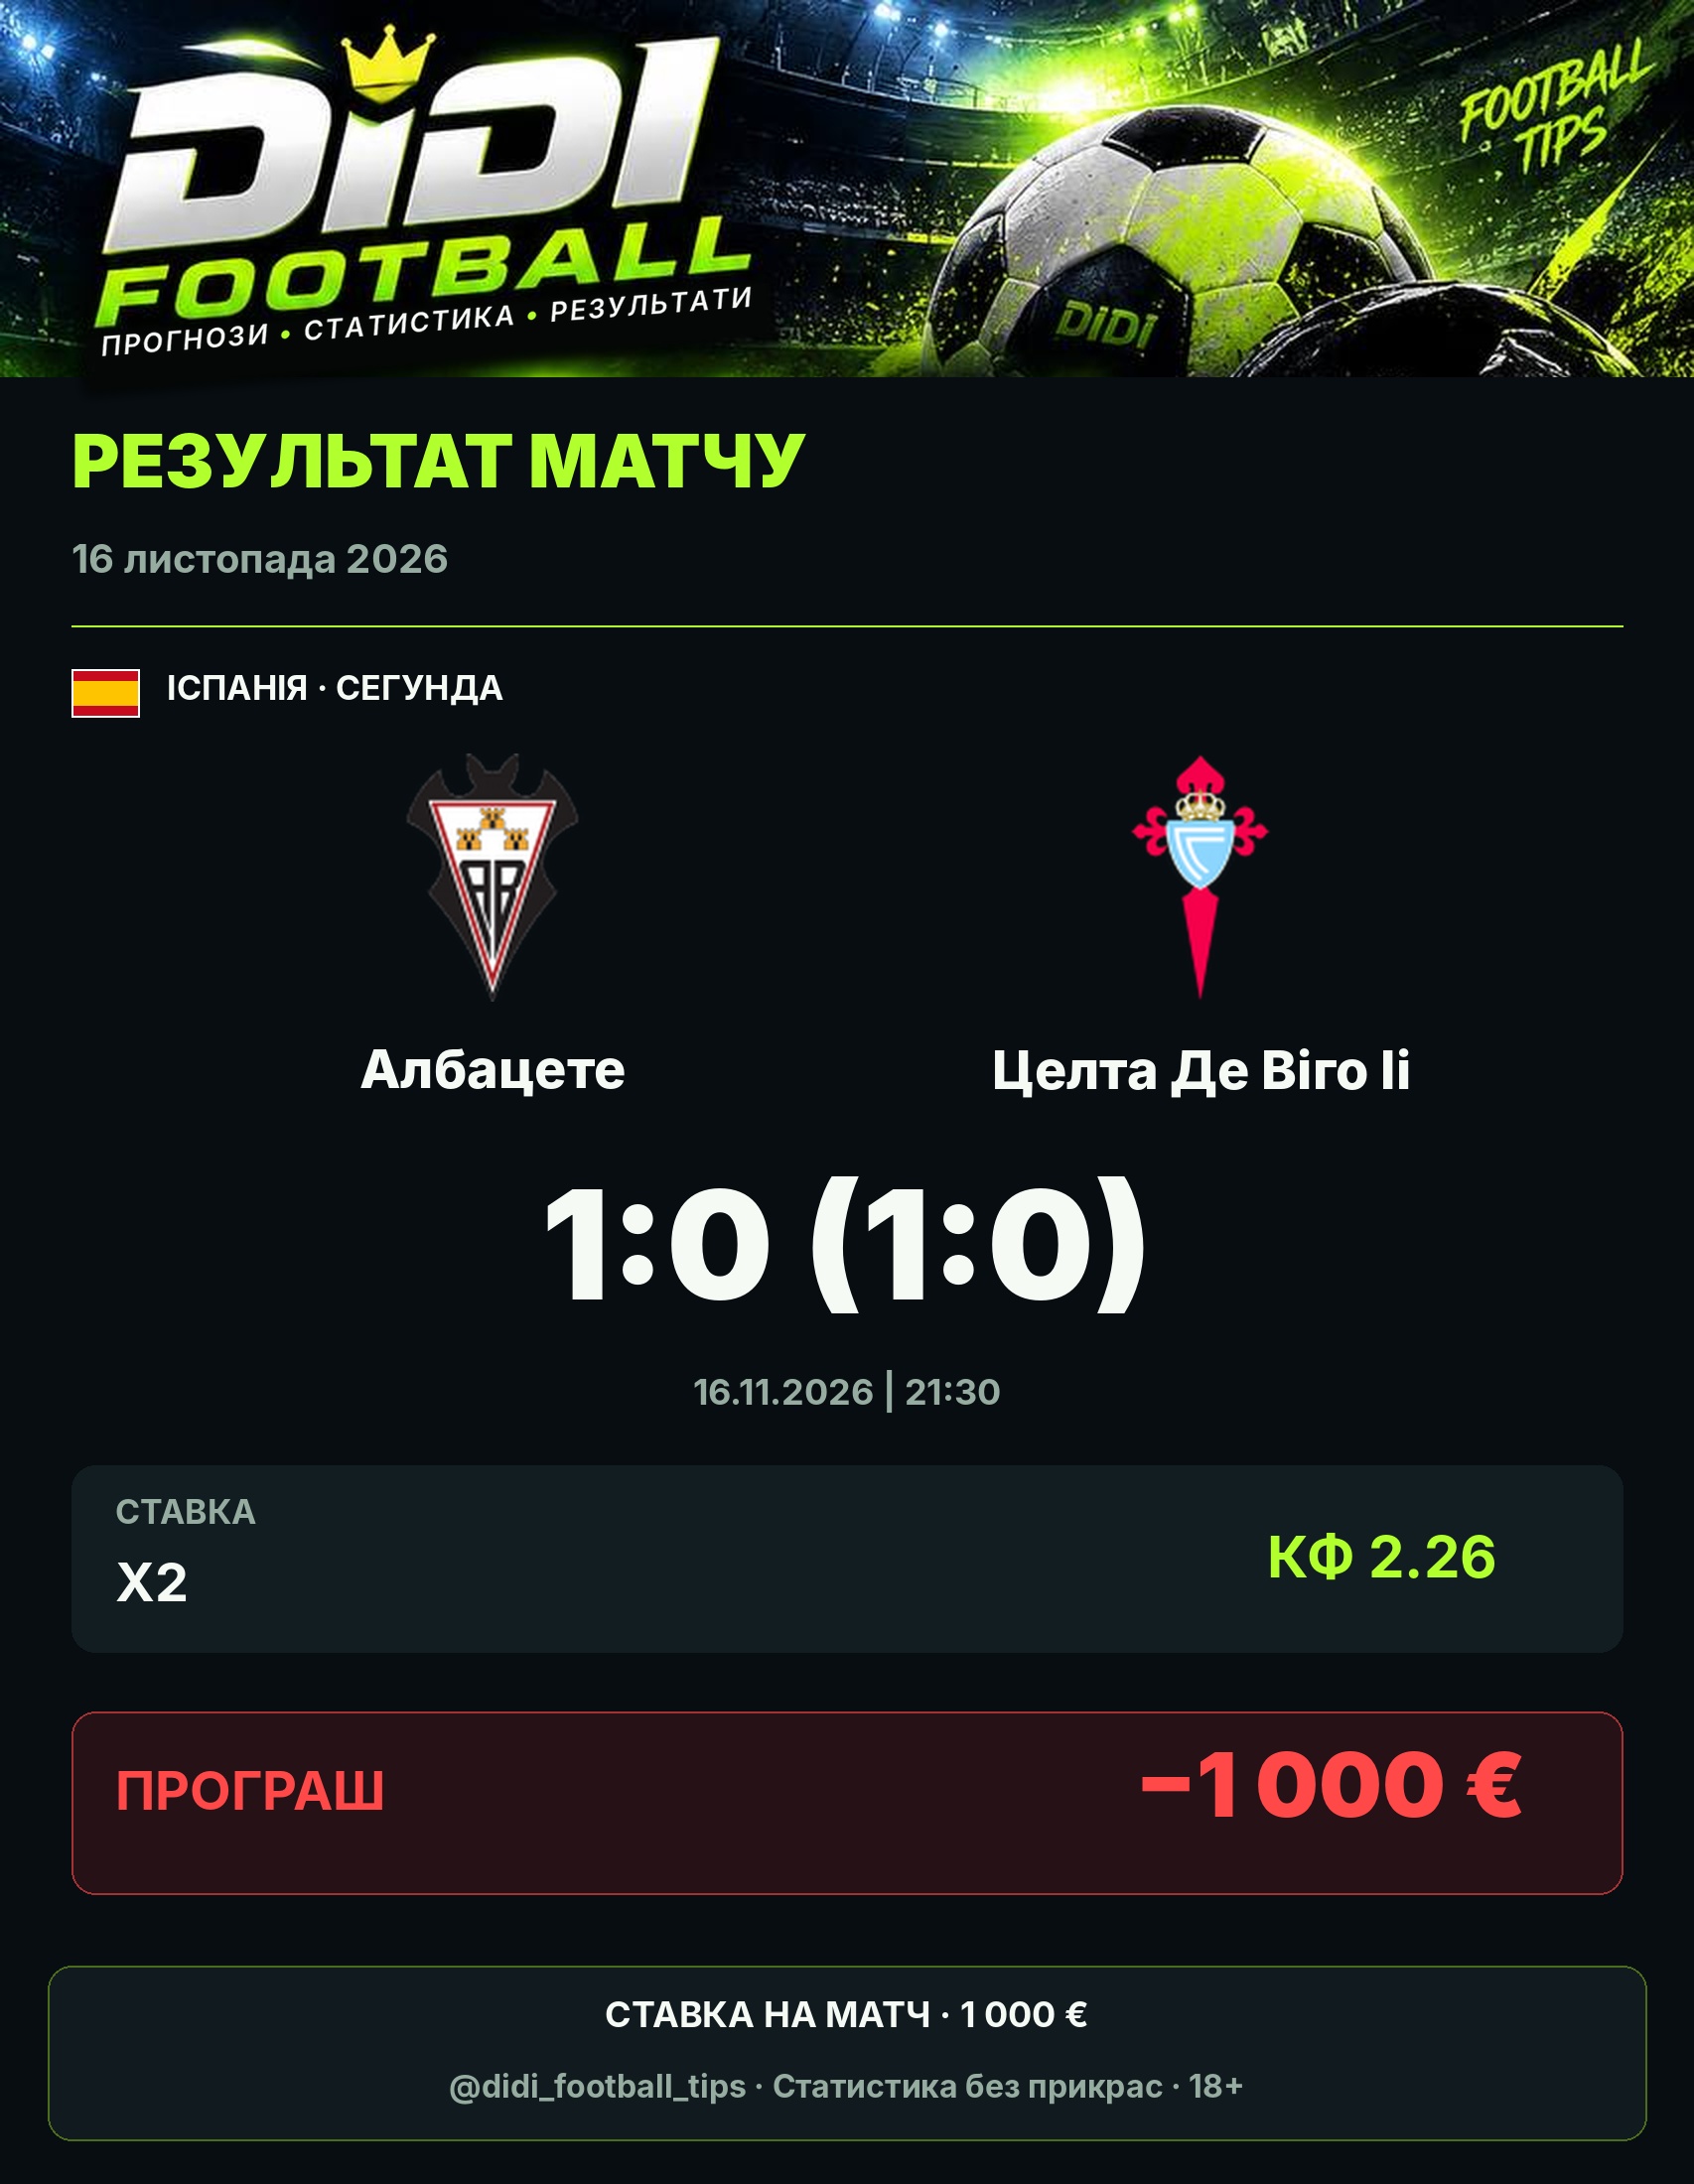 DIDI
FOOTBALL
ПРОГНОЗИ • СТАТИСТИКА • РЕЗУЛЬТАТИ
FOOTBALL
TIPS
DIDI
РЕЗУЛЬТАТ МАТЧУ
16 листопада 2026
ІСПАНІЯ · СЕГУНДА
Албацете
Целта Де Віго Ii
1:0 (1:0)
16.11.2026 | 21:30
СТАВКА
X2
КФ 2.26
ПРОГРАШ
−1 000 €
СТАВКА НА МАТЧ · 1 000 €
@didi_football_tips · Статистика без прикрас · 18+